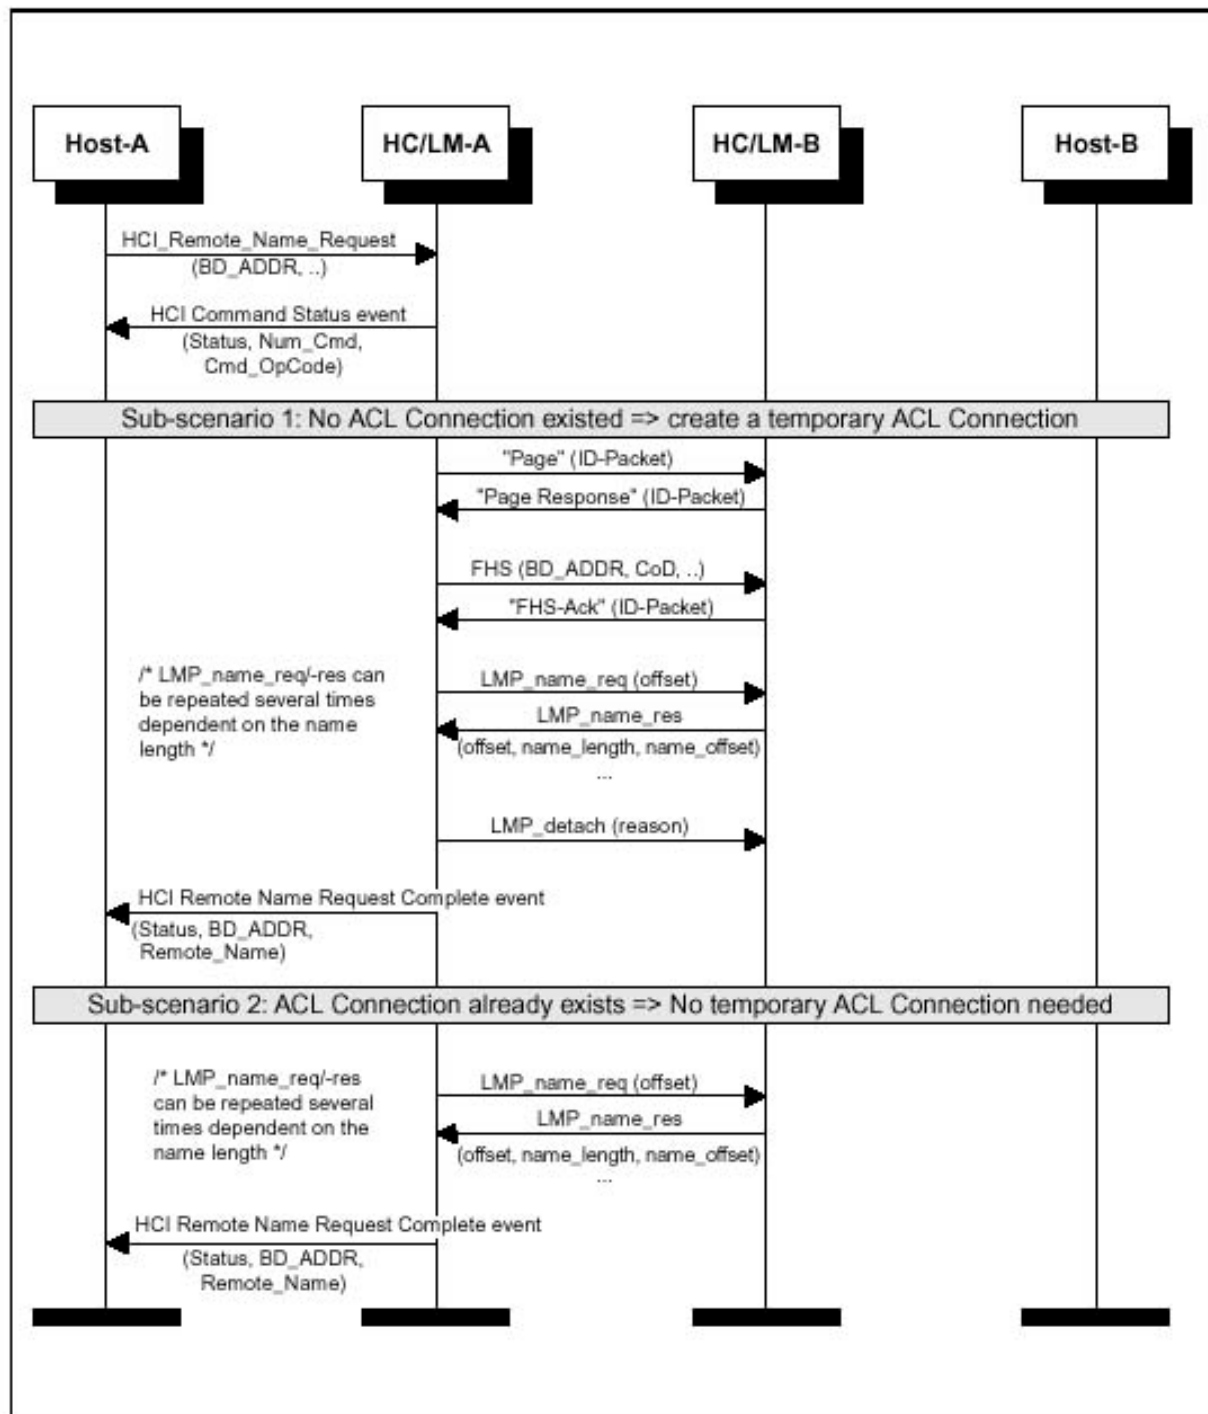 Host-A
HC/LM-A
HC/LM-B
Host-B
HCI_Remote_Name_Request
(BD_ADDR, ..)
HCI Command Status event
(Status, Num_Cmd,
Cmd_OpCode)
Sub-scenario 1: No ACL Connection existed => create a temporary ACL Connection
"Page" (ID-Packet)
"Page Response" (ID-Packet)
FHS (BD_ADDR, CoD, ..)
"FHS-Ack" (ID-Packet)
/* LMP_name_req/-res can
be repeated several times
dependent on the name
length */
LMP_name_req (offset)
LMP_name_res
(offset, name_length, name_offset)
...
LMP_detach (reason)
HCI Remote Name Request Complete event
(Status, BD_ADDR,
Remote_Name)
Sub-scenario 2: ACL Connection already exists => No temporary ACL Connection needed
/* LMP_name_req/-res
can be repeated several
times dependent on the
name length */
LMP_name_req (offset)
LMP_name_res
(offset, name_length, name_offset)
...
HCI Remote Name Request Complete event
(Status, BD_ADDR,
Remote_Name)